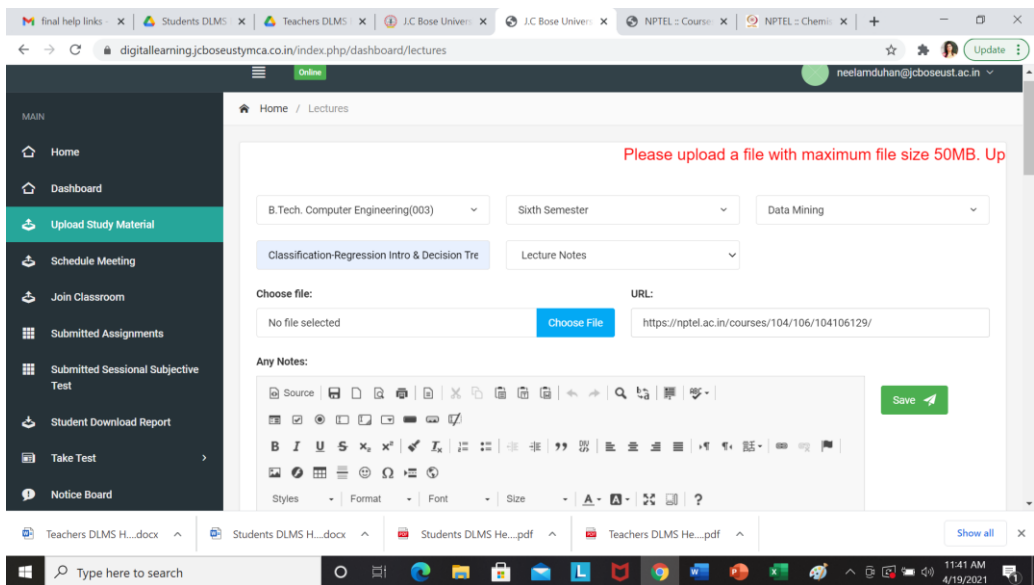 final help links -
Students DLMS
Teachers DLMS
J.C Bose Univers
J.C Bose Univers
NPTEL :: Course
NPTEL :: Chemis
digitallearning.jcboseustymca.co.in/index.php/dashboard/lectures
Update
Online
neelamduhan@jcboseust.ac.in
MAIN
Home / Lectures
Home
Please upload a file with maximum file size 50MB. Up
Dashboard
B.Tech. Computer Engineering(003)
Sixth Semester
Data Mining
Upload Study Material
Classification-Regression Intro & Decision Tre
Lecture Notes
Schedule Meeting
Join Classroom
Choose file:
URL:
No file selected
Choose File
https://nptel.ac.in/courses/104/106/104106129/
Submitted Assignments
Submitted Sessional Subjective
Test
Any Notes:
Source
Save
Student Download Report
B I U S x₂ x² Iₓ
Take Test
Ω
Notice Board
Styles
Format
Font
Size
A
A
?
Teachers DLMS H....docx
Students DLMS H....docx
Students DLMS He....pdf
Teachers DLMS He....pdf
Show all
Type here to search
11:41 AM
4/19/2021